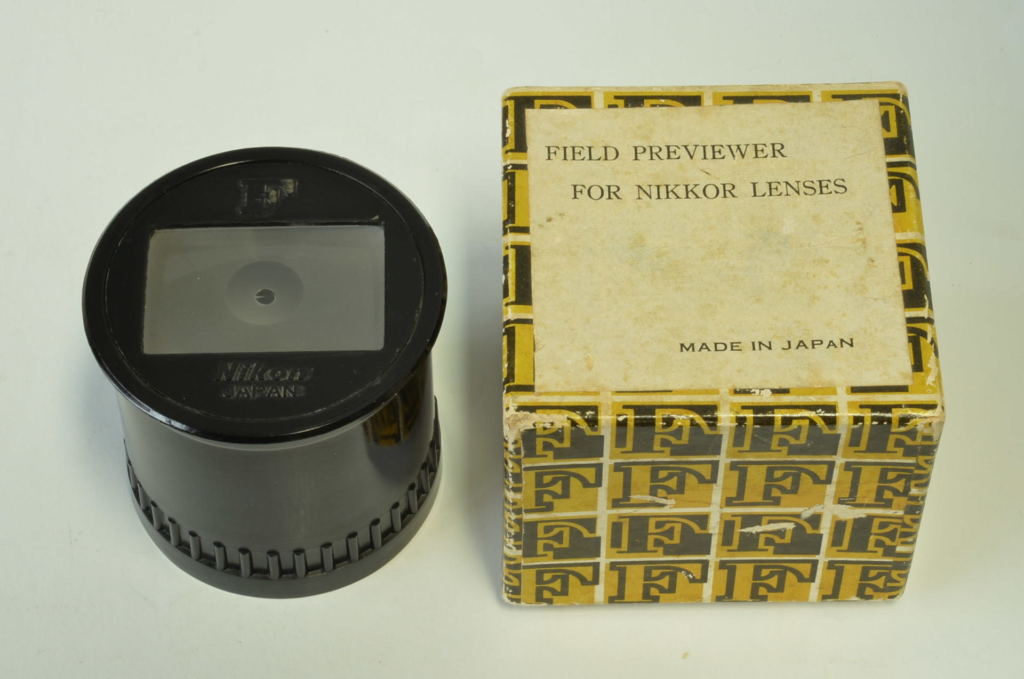 F
Nikon
JAPAN
FIELD PREVIEWER
FOR NIKKOR LENSES
MADE IN JAPAN
F F F F
F F F F
F F F F
F F F F